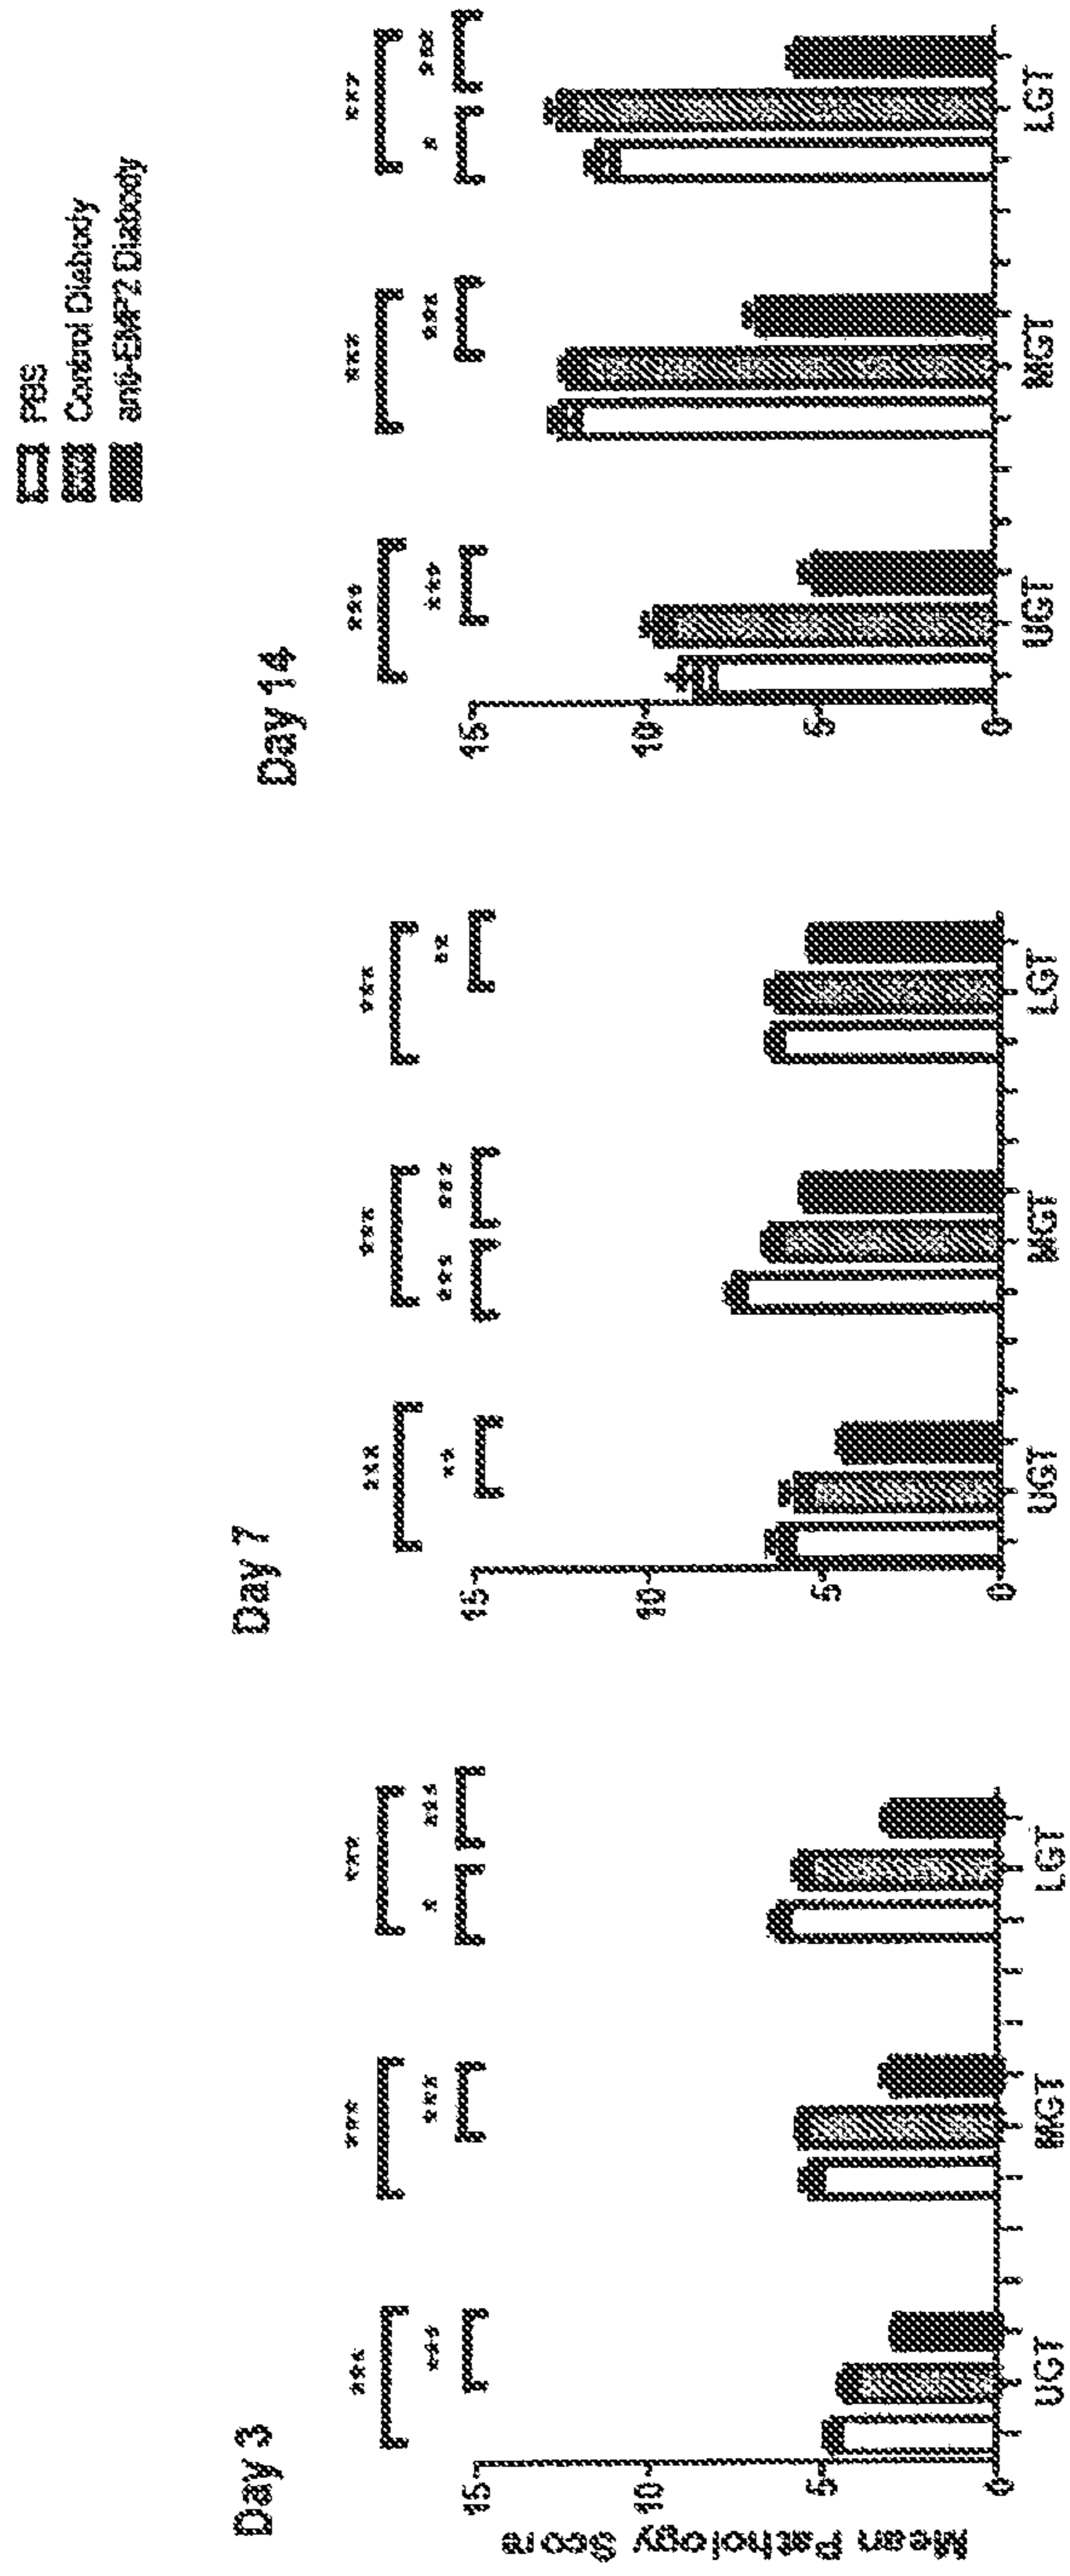 PBS
Control Diabody
anti-EMP2 Diabody
Day 3
Mean Pathology Score
15
10
5
0
***
***
***
***
***
*
***
UGT
MGT
LGT
Day 7
15
10
5
0
***
**
***
***
***
***
**
UGT
MGT
LGT
Day 14
15
10
5
0
***
***
***
***
***
*
***
UGT
MGT
LGT